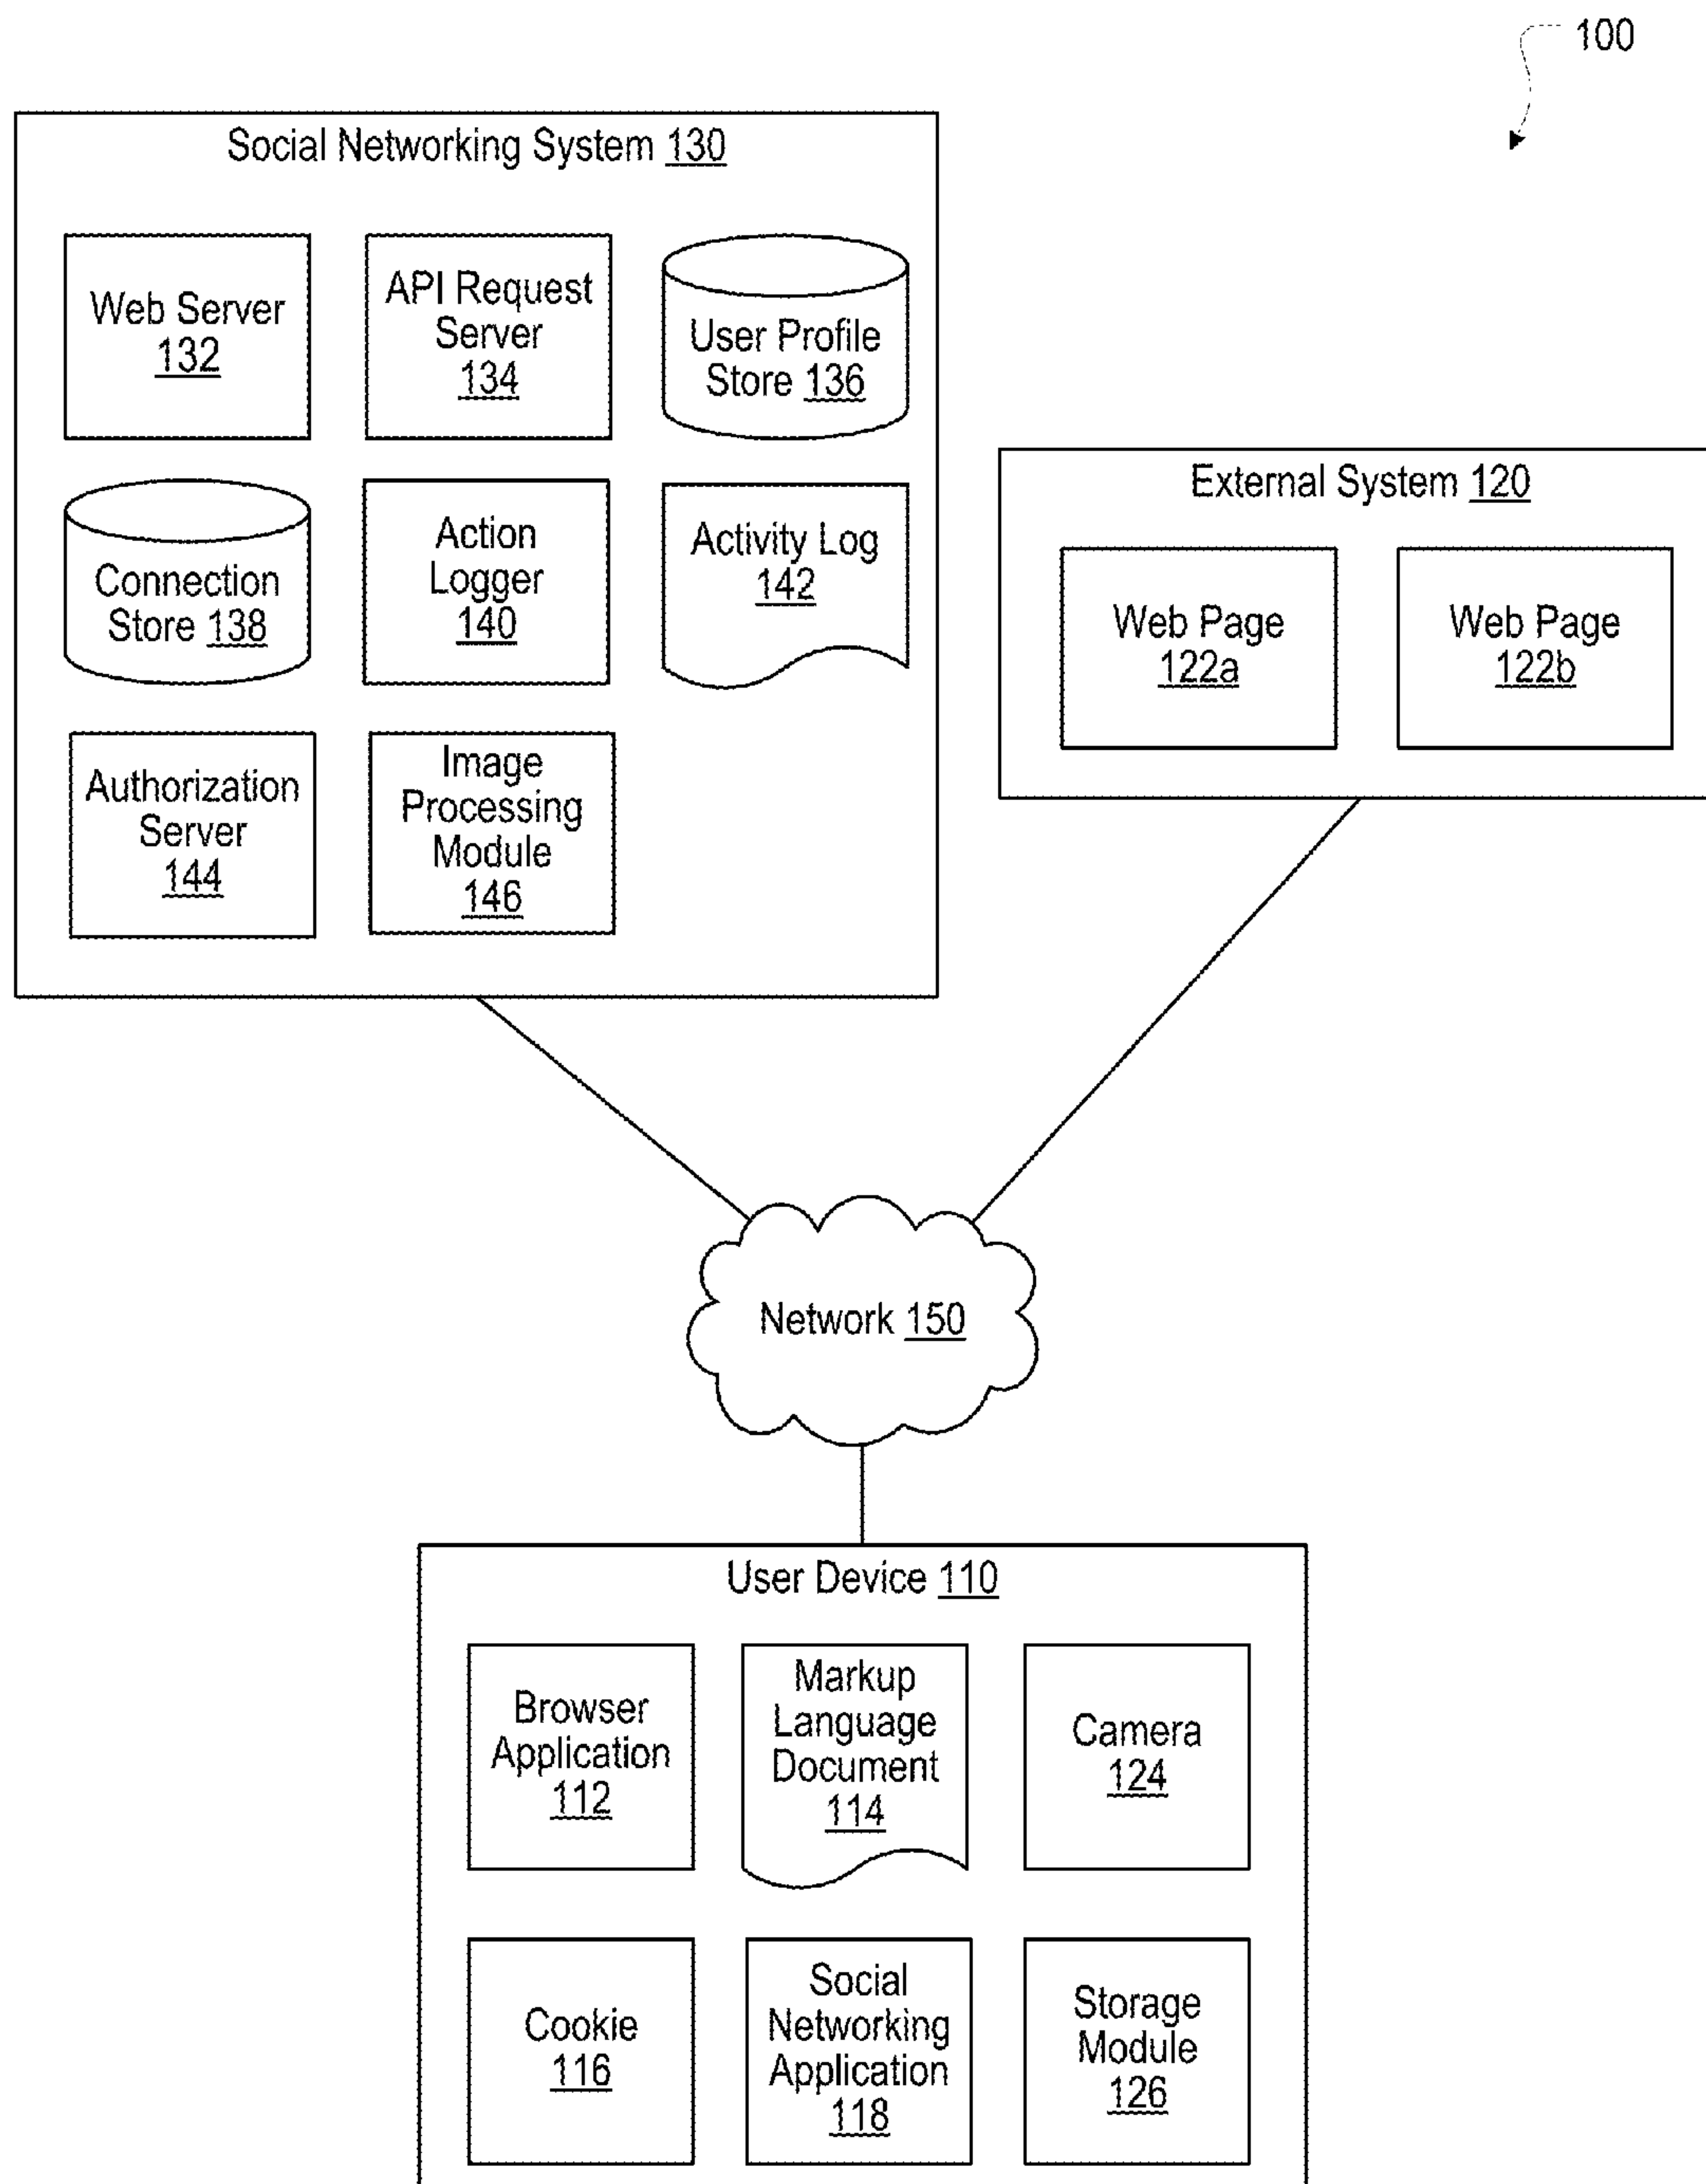 100
Social Networking System 130
Web Server
132
API Request
Server
134
User Profile
Store 136
Connection
Store 138
Action
Logger
140
Activity Log
142
Authorization
Server
144
Image
Processing
Module
146
External System 120
Web Page
122a
Web Page
122b
Network 150
User Device 110
Browser
Application
112
Markup
Language
Document
114
Camera
124
Cookie
116
Social
Networking
Application
118
Storage
Module
126